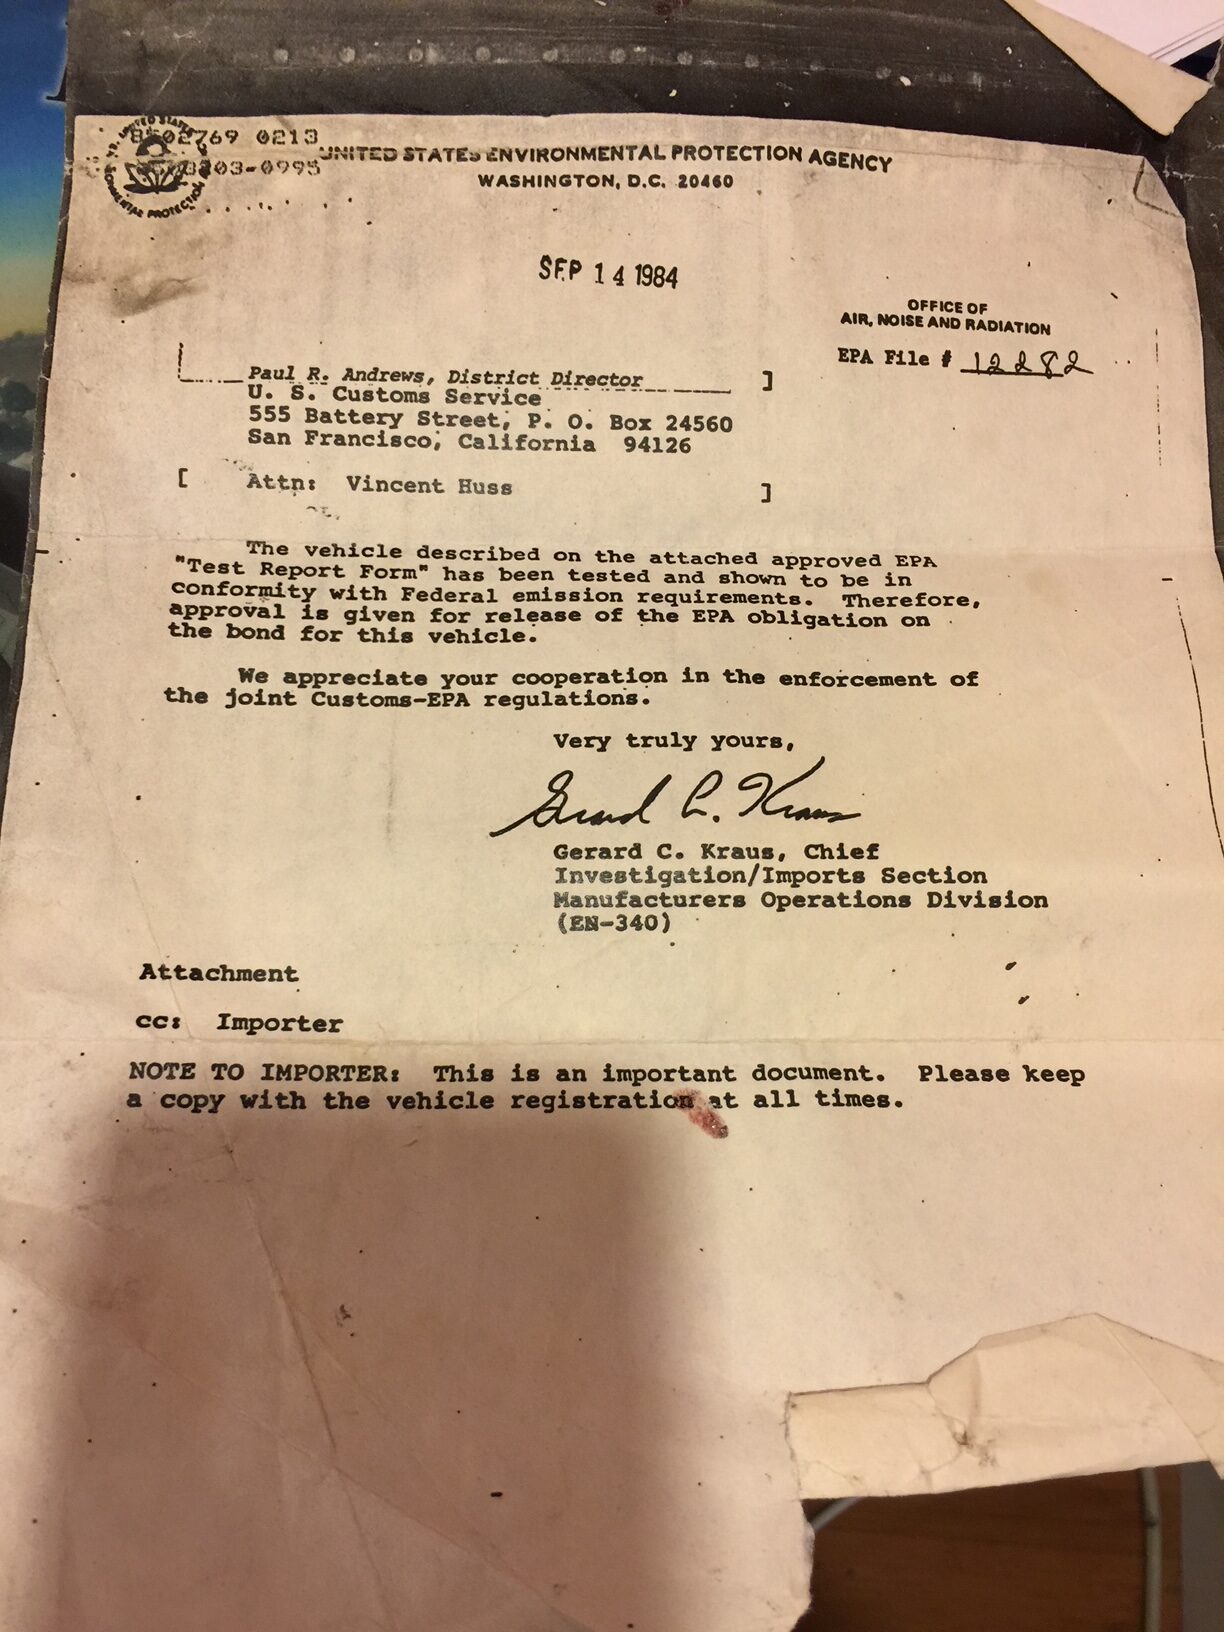 8502769 0213
UNITED STATES ENVIRONMENTAL PROTECTION AGENCY
03-0995
WASHINGTON, D.C. 20460
SEP 14 1984
OFFICE OF
AIR, NOISE AND RADIATION
EPA File # 12282
Paul R. Andrews, District Director
U. S. Customs Service
555 Battery Street, P. O. Box 24560
San Francisco, California 94126
[ Attn: Vincent Huss ]
The vehicle described on the attached approved EPA
"Test Report Form" has been tested and shown to be in
conformity with Federal emission requirements. Therefore,
approval is given for release of the EPA obligation on
the bond for this vehicle.
We appreciate your cooperation in the enforcement of
the joint Customs-EPA regulations.
Very truly yours,
Gerard C. Kraus
Gerard C. Kraus, Chief
Investigation/Imports Section
Manufacturers Operations Division
(EN-340)
Attachment
cc: Importer
NOTE TO IMPORTER: This is an important document. Please keep
a copy with the vehicle registration at all times.